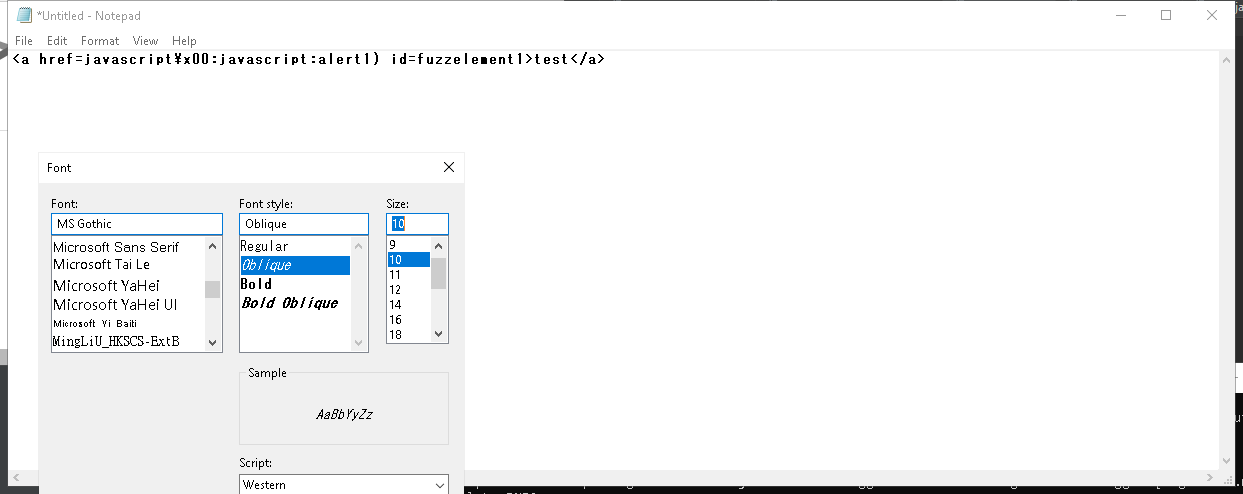 *Untitled - Notepad
File Edit Format View Help
<a href=javascript¥x00:javascript:alert1) id=fuzzelement1>test</a>
Font
Font: Font style: Size:
MS Gothic Oblique 10
Microsoft Sans Serif Regular 9
Microsoft Tai Le Oblique 10
Microsoft YaHei Bold 11
Microsoft YaHei UI Bold Oblique 12
Microsoft Yi Baiti 14
MingLiU_HKSCS-ExtB 16
18
Sample
AaBbYyZz
Script:
Western